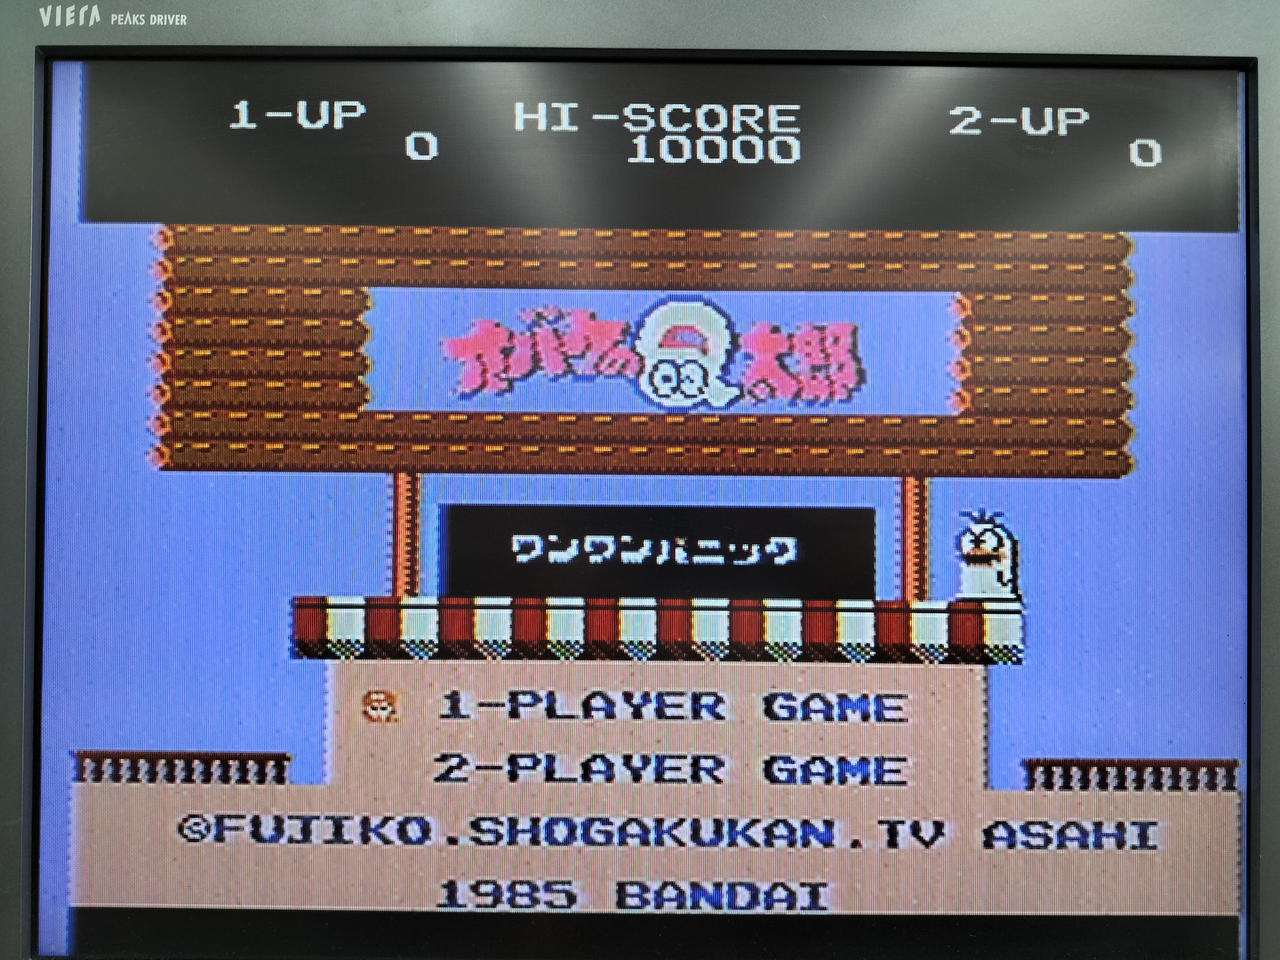 VIERA PEAKS DRIVER
1-UP HI-SCORE 2-UP
0 10000 0
オバケのQ太郎
ワンワンパニック
1-PLAYER GAME
2-PLAYER GAME
©FUJIKO.SHOGAKUKAN.TV ASAHI
1985 BANDAI